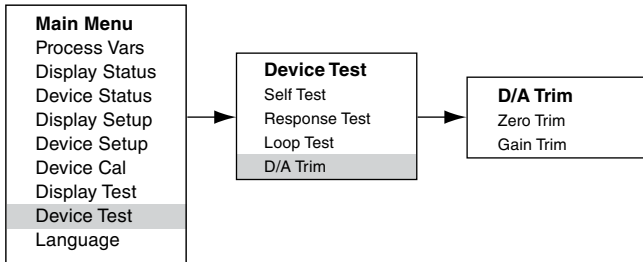 Main Menu
Process Vars
Display Status
Device Status
Display Setup
Device Setup
Device Cal
Display Test
Device Test
Language
Device Test
Self Test
Response Test
Loop Test
D/A Trim
D/A Trim
Zero Trim
Gain Trim